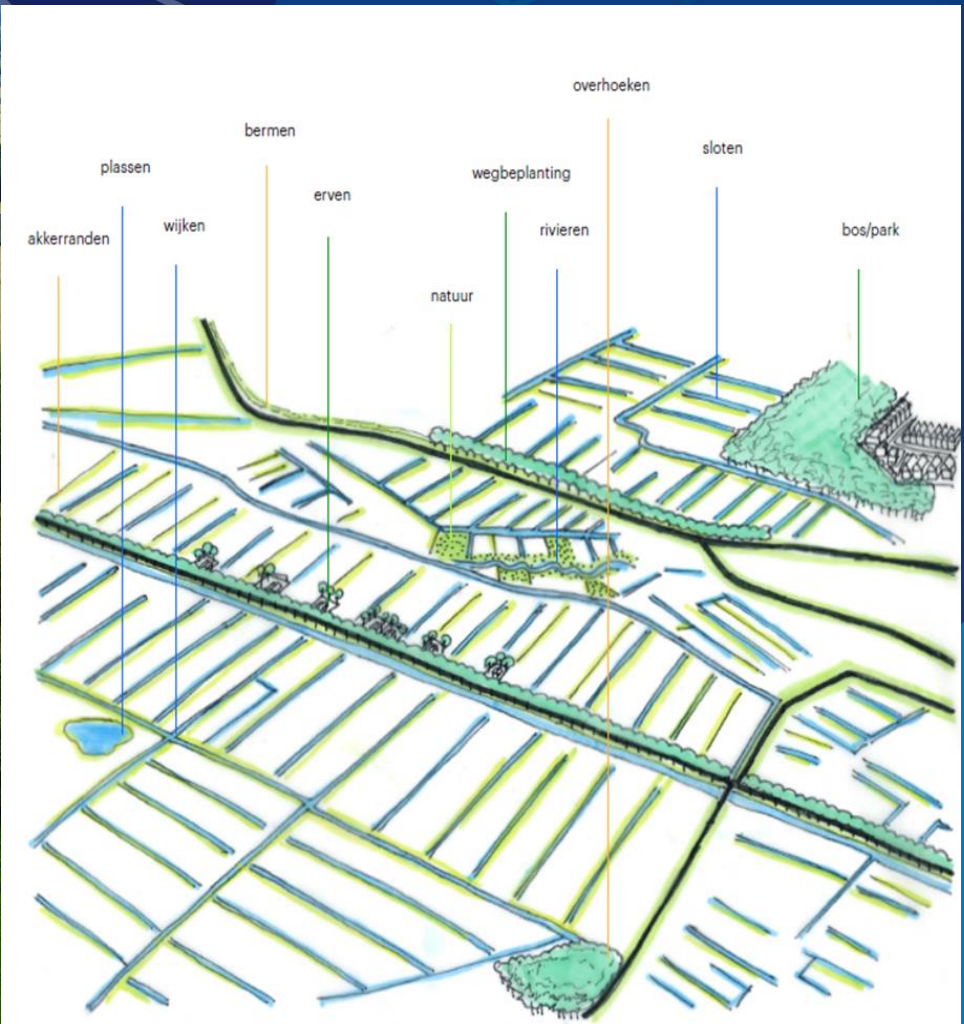 overhoeken
bermen
sloten
plassen
wegbeplanting
erven
wijken
rivieren
bos/park
akkerranden
natuur